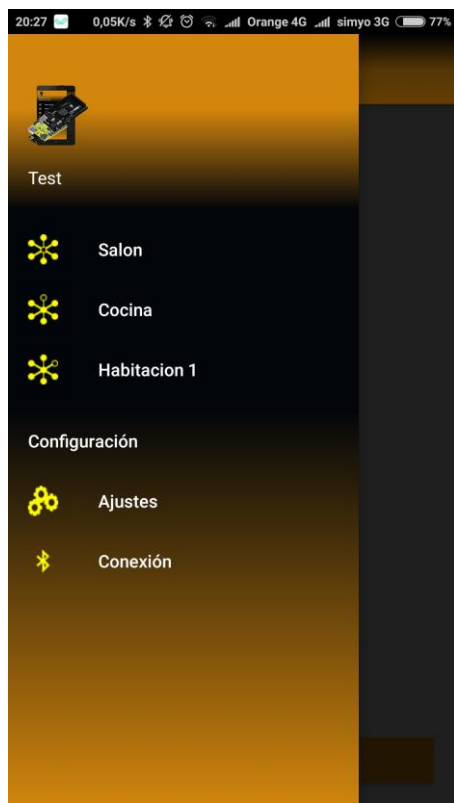 20:27 0,05K/s Orange 4G simyo 3G 77%
Test
Salon
Cocina
Habitacion 1
Configuración
Ajustes
Conexión